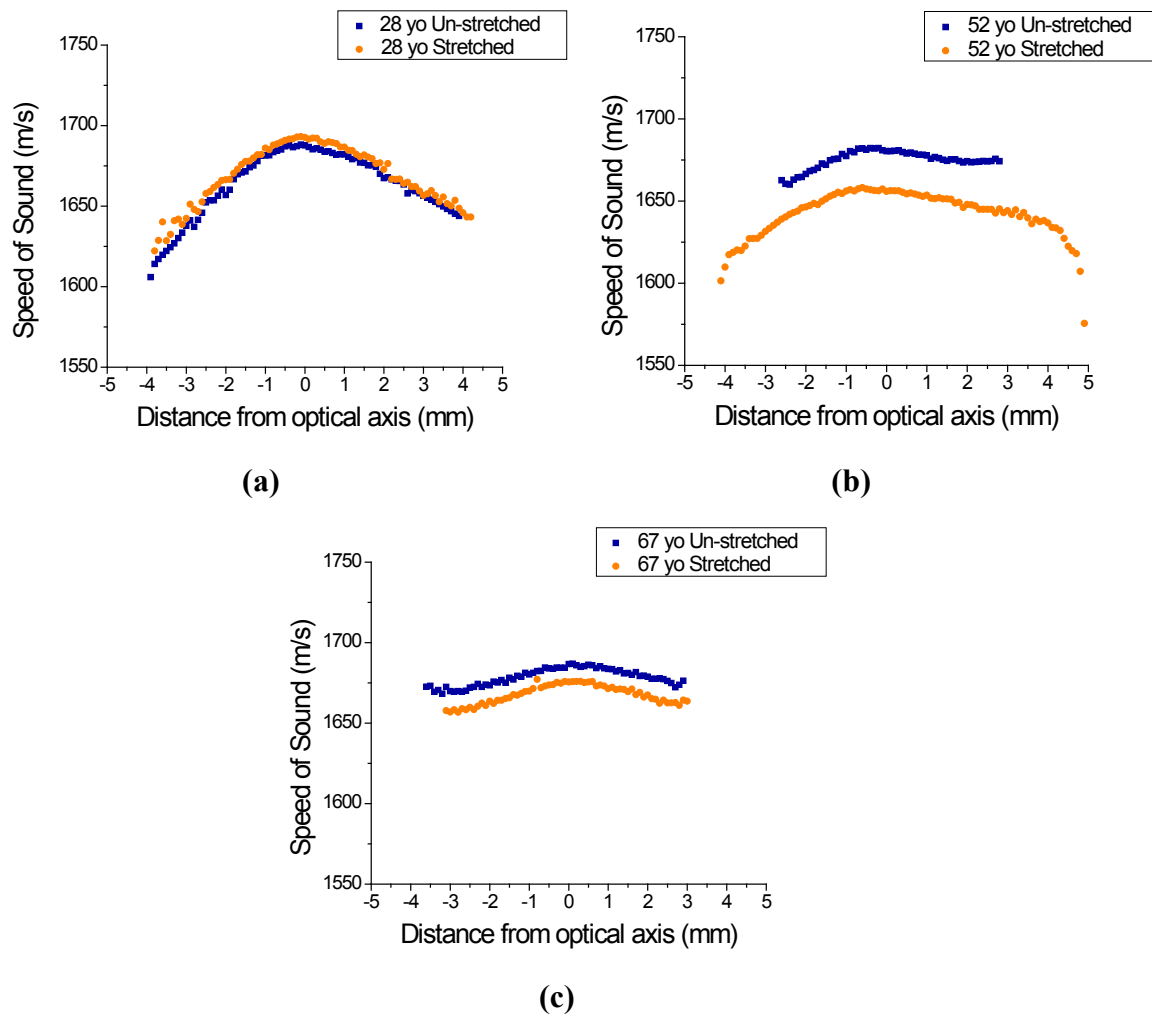 28 yo Un-stretched
28 yo Stretched
1750
1700
1650
1600
1550
Speed of Sound (m/s)
-5 -4 -3 -2 -1 0 1 2 3 4 5
Distance from optical axis (mm)
(a)
52 yo Un-stretched
52 yo Stretched
1750
1700
1650
1600
1550
Speed of Sound (m/s)
-5 -4 -3 -2 -1 0 1 2 3 4 5
Distance from optical axis (mm)
(b)
67 yo Un-stretched
67 yo Stretched
1750
1700
1650
1600
1550
Speed of Sound (m/s)
-5 -4 -3 -2 -1 0 1 2 3 4 5
Distance from optical axis (mm)
(c)